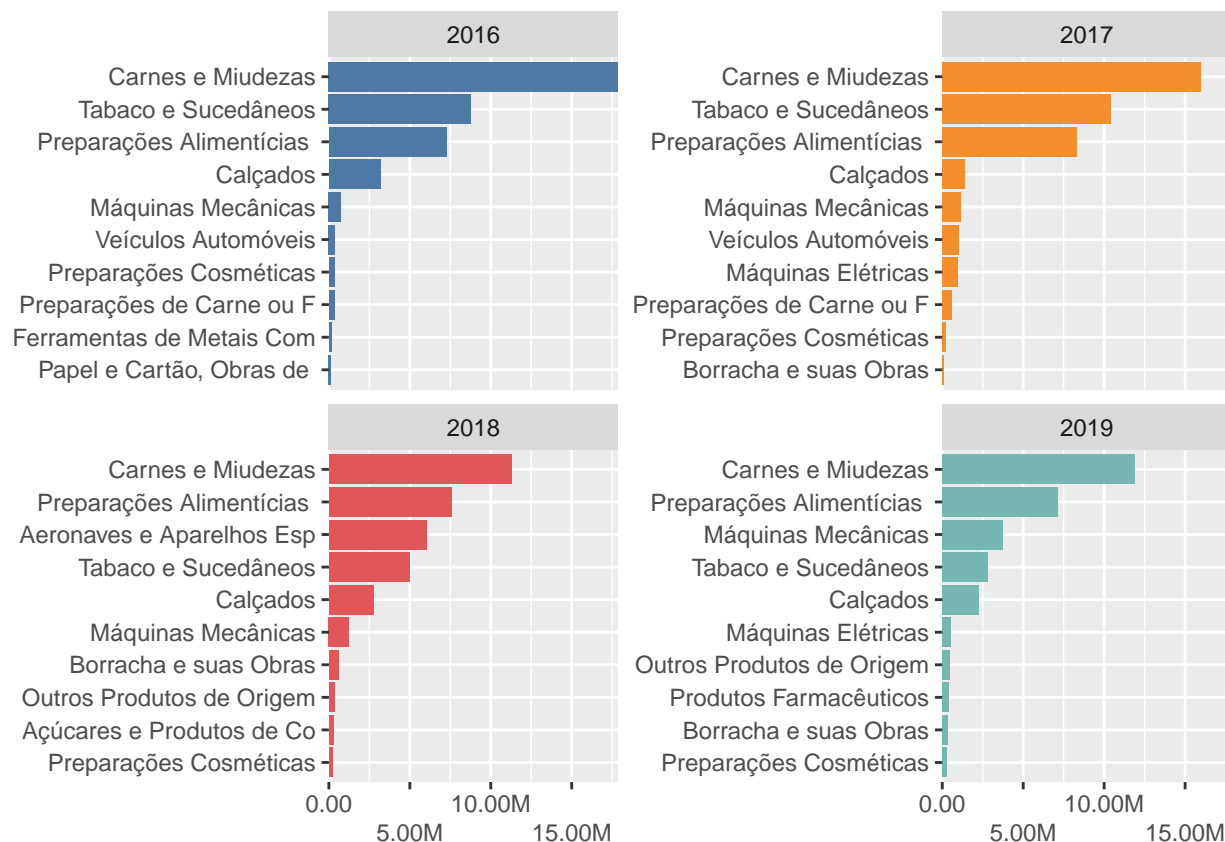 2016
Carnes e Miudezas
Tabaco e Sucedâneos
Preparações Alimentícias
Calçados
Máquinas Mecânicas
Veículos Automóveis
Preparações Cosméticas
Preparações de Carne ou F
Ferramentas de Metais Com
Papel e Cartão, Obras de
2017
Carnes e Miudezas
Tabaco e Sucedâneos
Preparações Alimentícias
Calçados
Máquinas Mecânicas
Veículos Automóveis
Máquinas Elétricas
Preparações de Carne ou F
Preparações Cosméticas
Borracha e suas Obras
2018
Carnes e Miudezas
Preparações Alimentícias
Aeronaves e Aparelhos Esp
Tabaco e Sucedâneos
Calçados
Máquinas Mecânicas
Borracha e suas Obras
Outros Produtos de Origem
Açúcares e Produtos de Co
Preparações Cosméticas
0.00 10.00M
5.00M 15.00M
2019
Carnes e Miudezas
Preparações Alimentícias
Máquinas Mecânicas
Tabaco e Sucedâneos
Calçados
Máquinas Elétricas
Outros Produtos de Origem
Produtos Farmacêuticos
Borracha e suas Obras
Preparações Cosméticas
0.00 10.00M
5.00M 15.00M